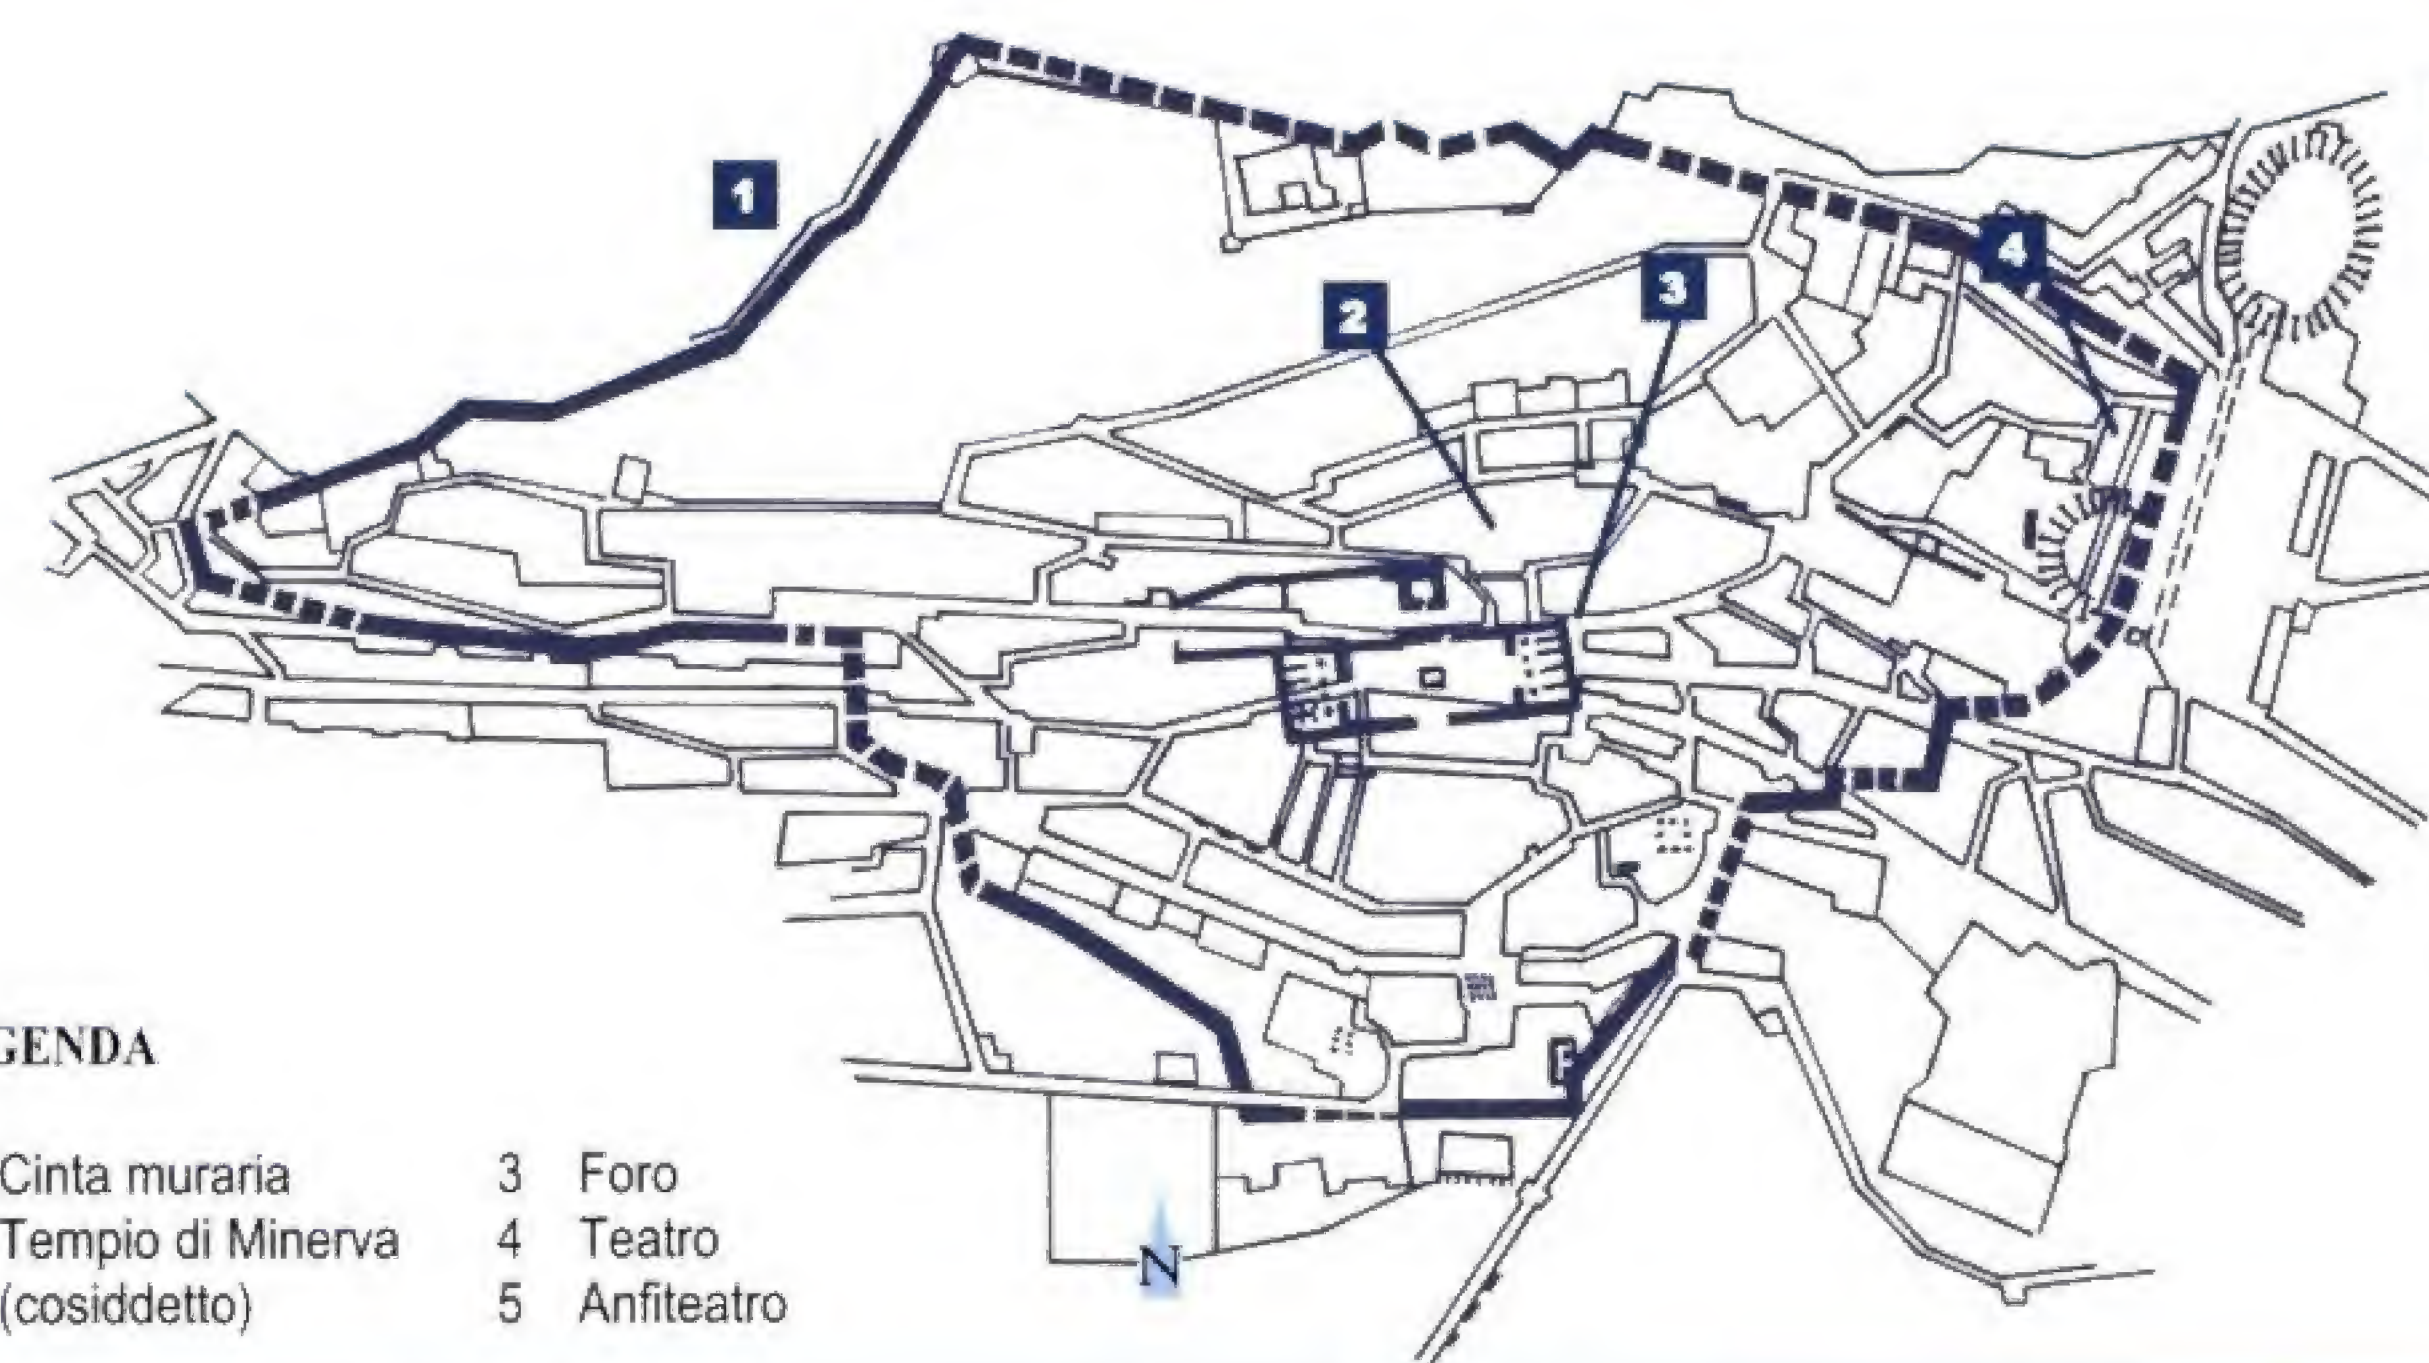 1
2
3
4
GENDA
Cinta muraria
Tempio di Minerva
(cosiddetto)
3 Foro
4 Teatro
5 Anfiteatro
N